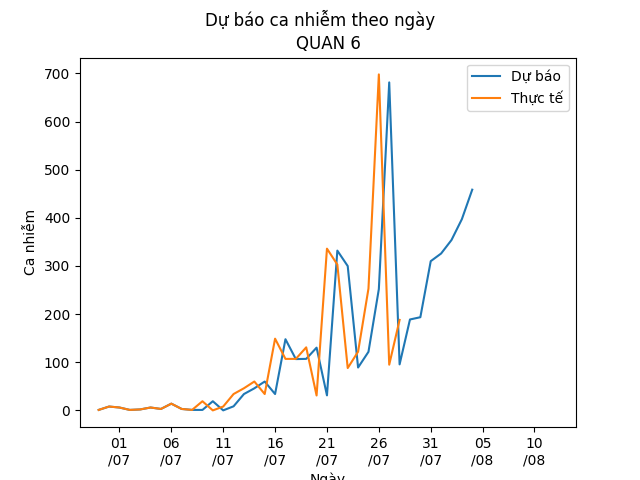 Dự báo ca nhiễm theo ngày
QUAN 6
Dự báo
Thực tế
Ca nhiễm
700
600
500
400
300
200
100
0
01 06 11 16 21 26 31 05 10
/07 /07 /07 /07 /07 /07 /07 /08 /08
Ngày